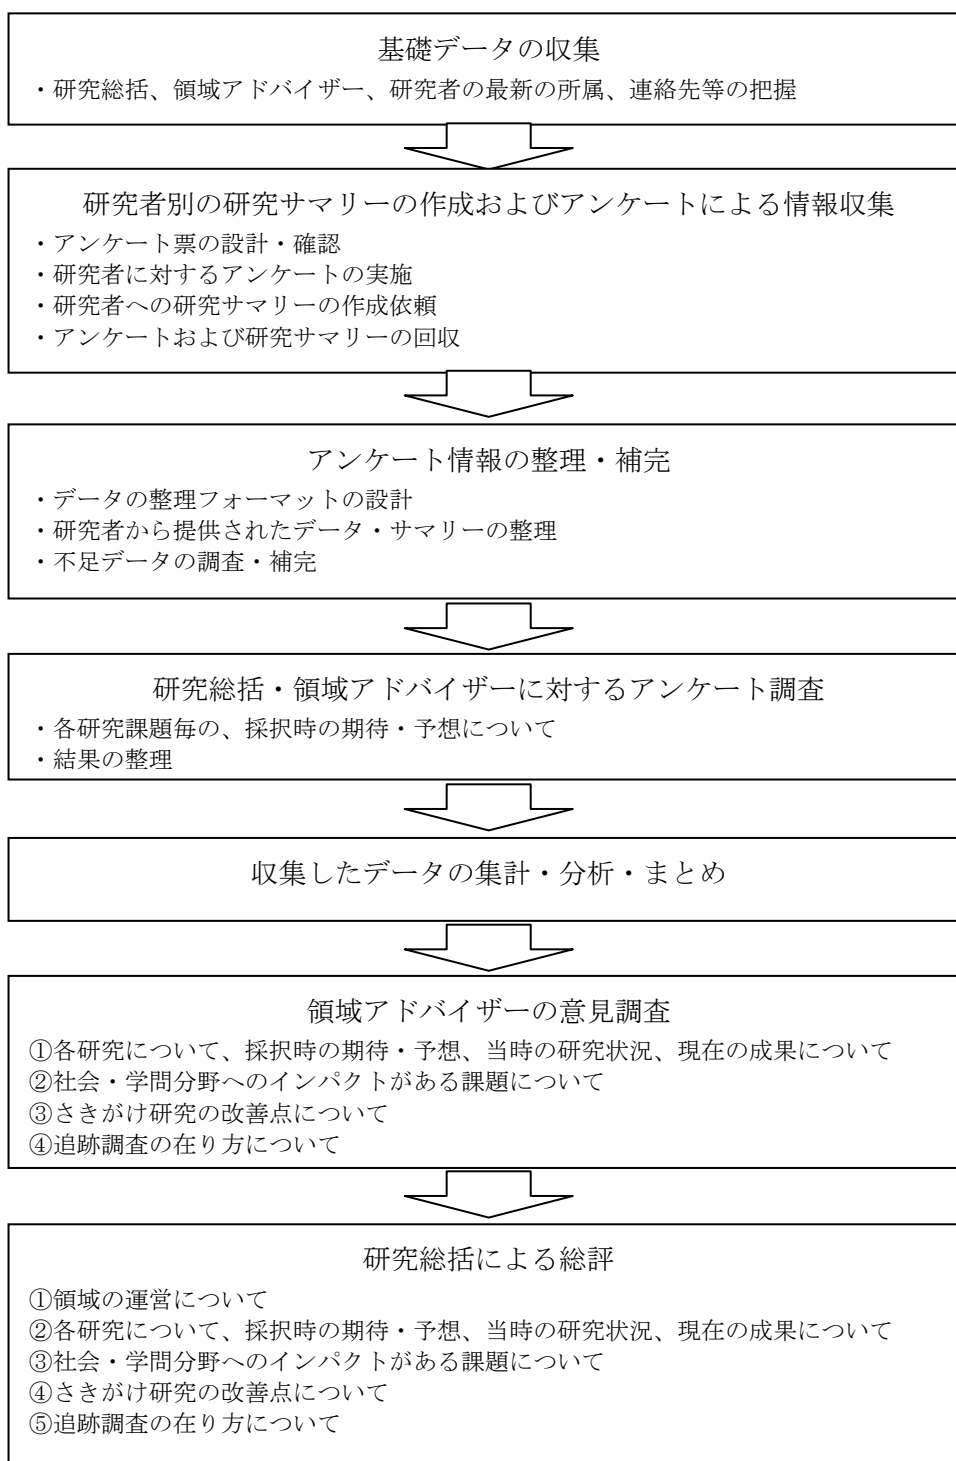 基礎データの収集
・研究総括、領域アドバイザー、研究者の最新の所属、連絡先等の把握
研究者別の研究サマリーの作成およびアンケートによる情報収集
・アンケート票の設計・確認
・研究者に対するアンケートの実施
・研究者への研究サマリーの作成依頼
・アンケートおよび研究サマリーの回収
アンケート情報の整理・補完
・データの整理フォーマットの設計
・研究者から提供されたデータ・サマリーの整理
・不足データの調査・補完
研究総括・領域アドバイザーに対するアンケート調査
・各研究課題毎の、採択時の期待・予想について
・結果の整理
収集したデータの集計・分析・まとめ
領域アドバイザーの意見調査
①各研究について、採択時の期待・予想、当時の研究状況、現在の成果について
②社会・学問分野へのインパクトがある課題について
③さきがけ研究の改善点について
④追跡調査の在り方について
研究総括による総評
①領域の運営について
②各研究について、採択時の期待・予想、当時の研究状況、現在の成果について
③社会・学問分野へのインパクトがある課題について
④さきがけ研究の改善点について
⑤追跡調査の在り方について